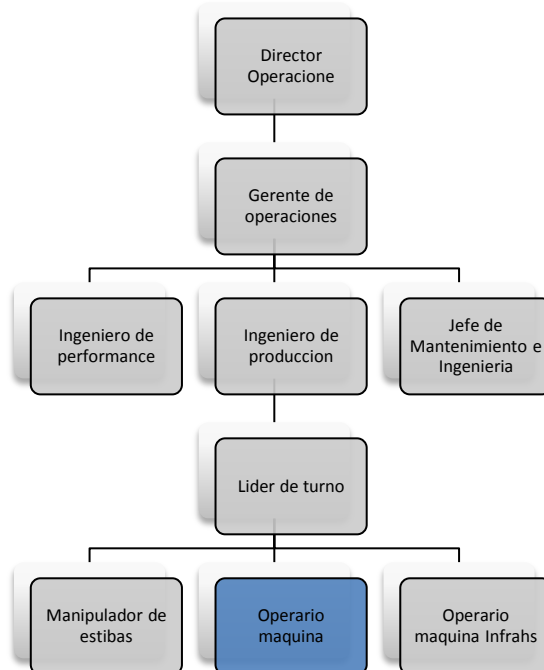 Director
Operacione
Gerente de
operaciones
Ingeniero de
performance
Ingeniero de
produccion
Jefe de
Mantenimiento e
Ingenieria
Lider de turno
Manipulador de
estibas
Operario
maquina
Operario
maquina Infrahs